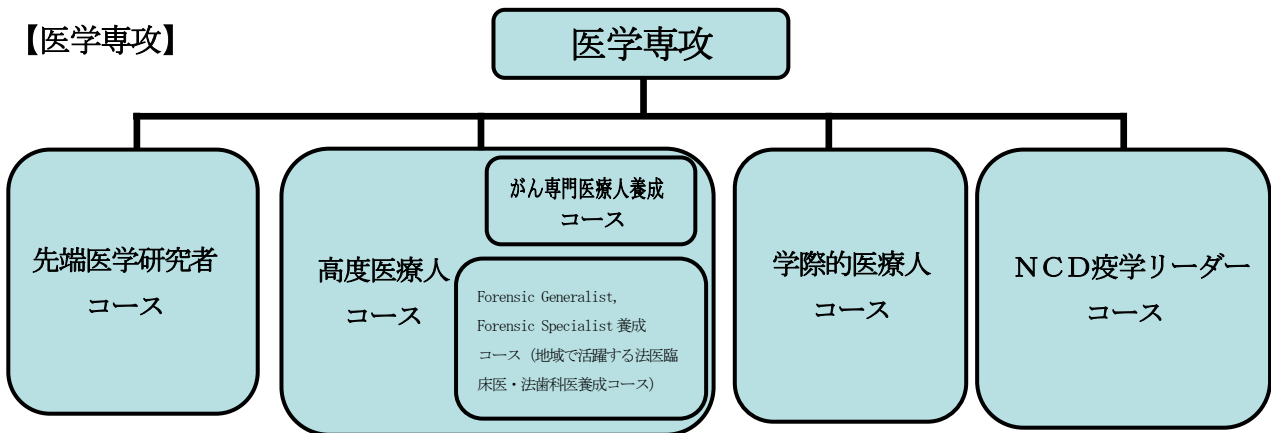 【医学専攻】
医学専攻
先端医学研究者
コース
高度医療人
コース
がん専門医療人養成
コース
Forensic Generalist,
Forensic Specialist 養成
コース（地域で活躍する法医臨
床医・法歯科医養成コース）
学際的医療人
コース
ＮＣＤ疫学リーダー
コース